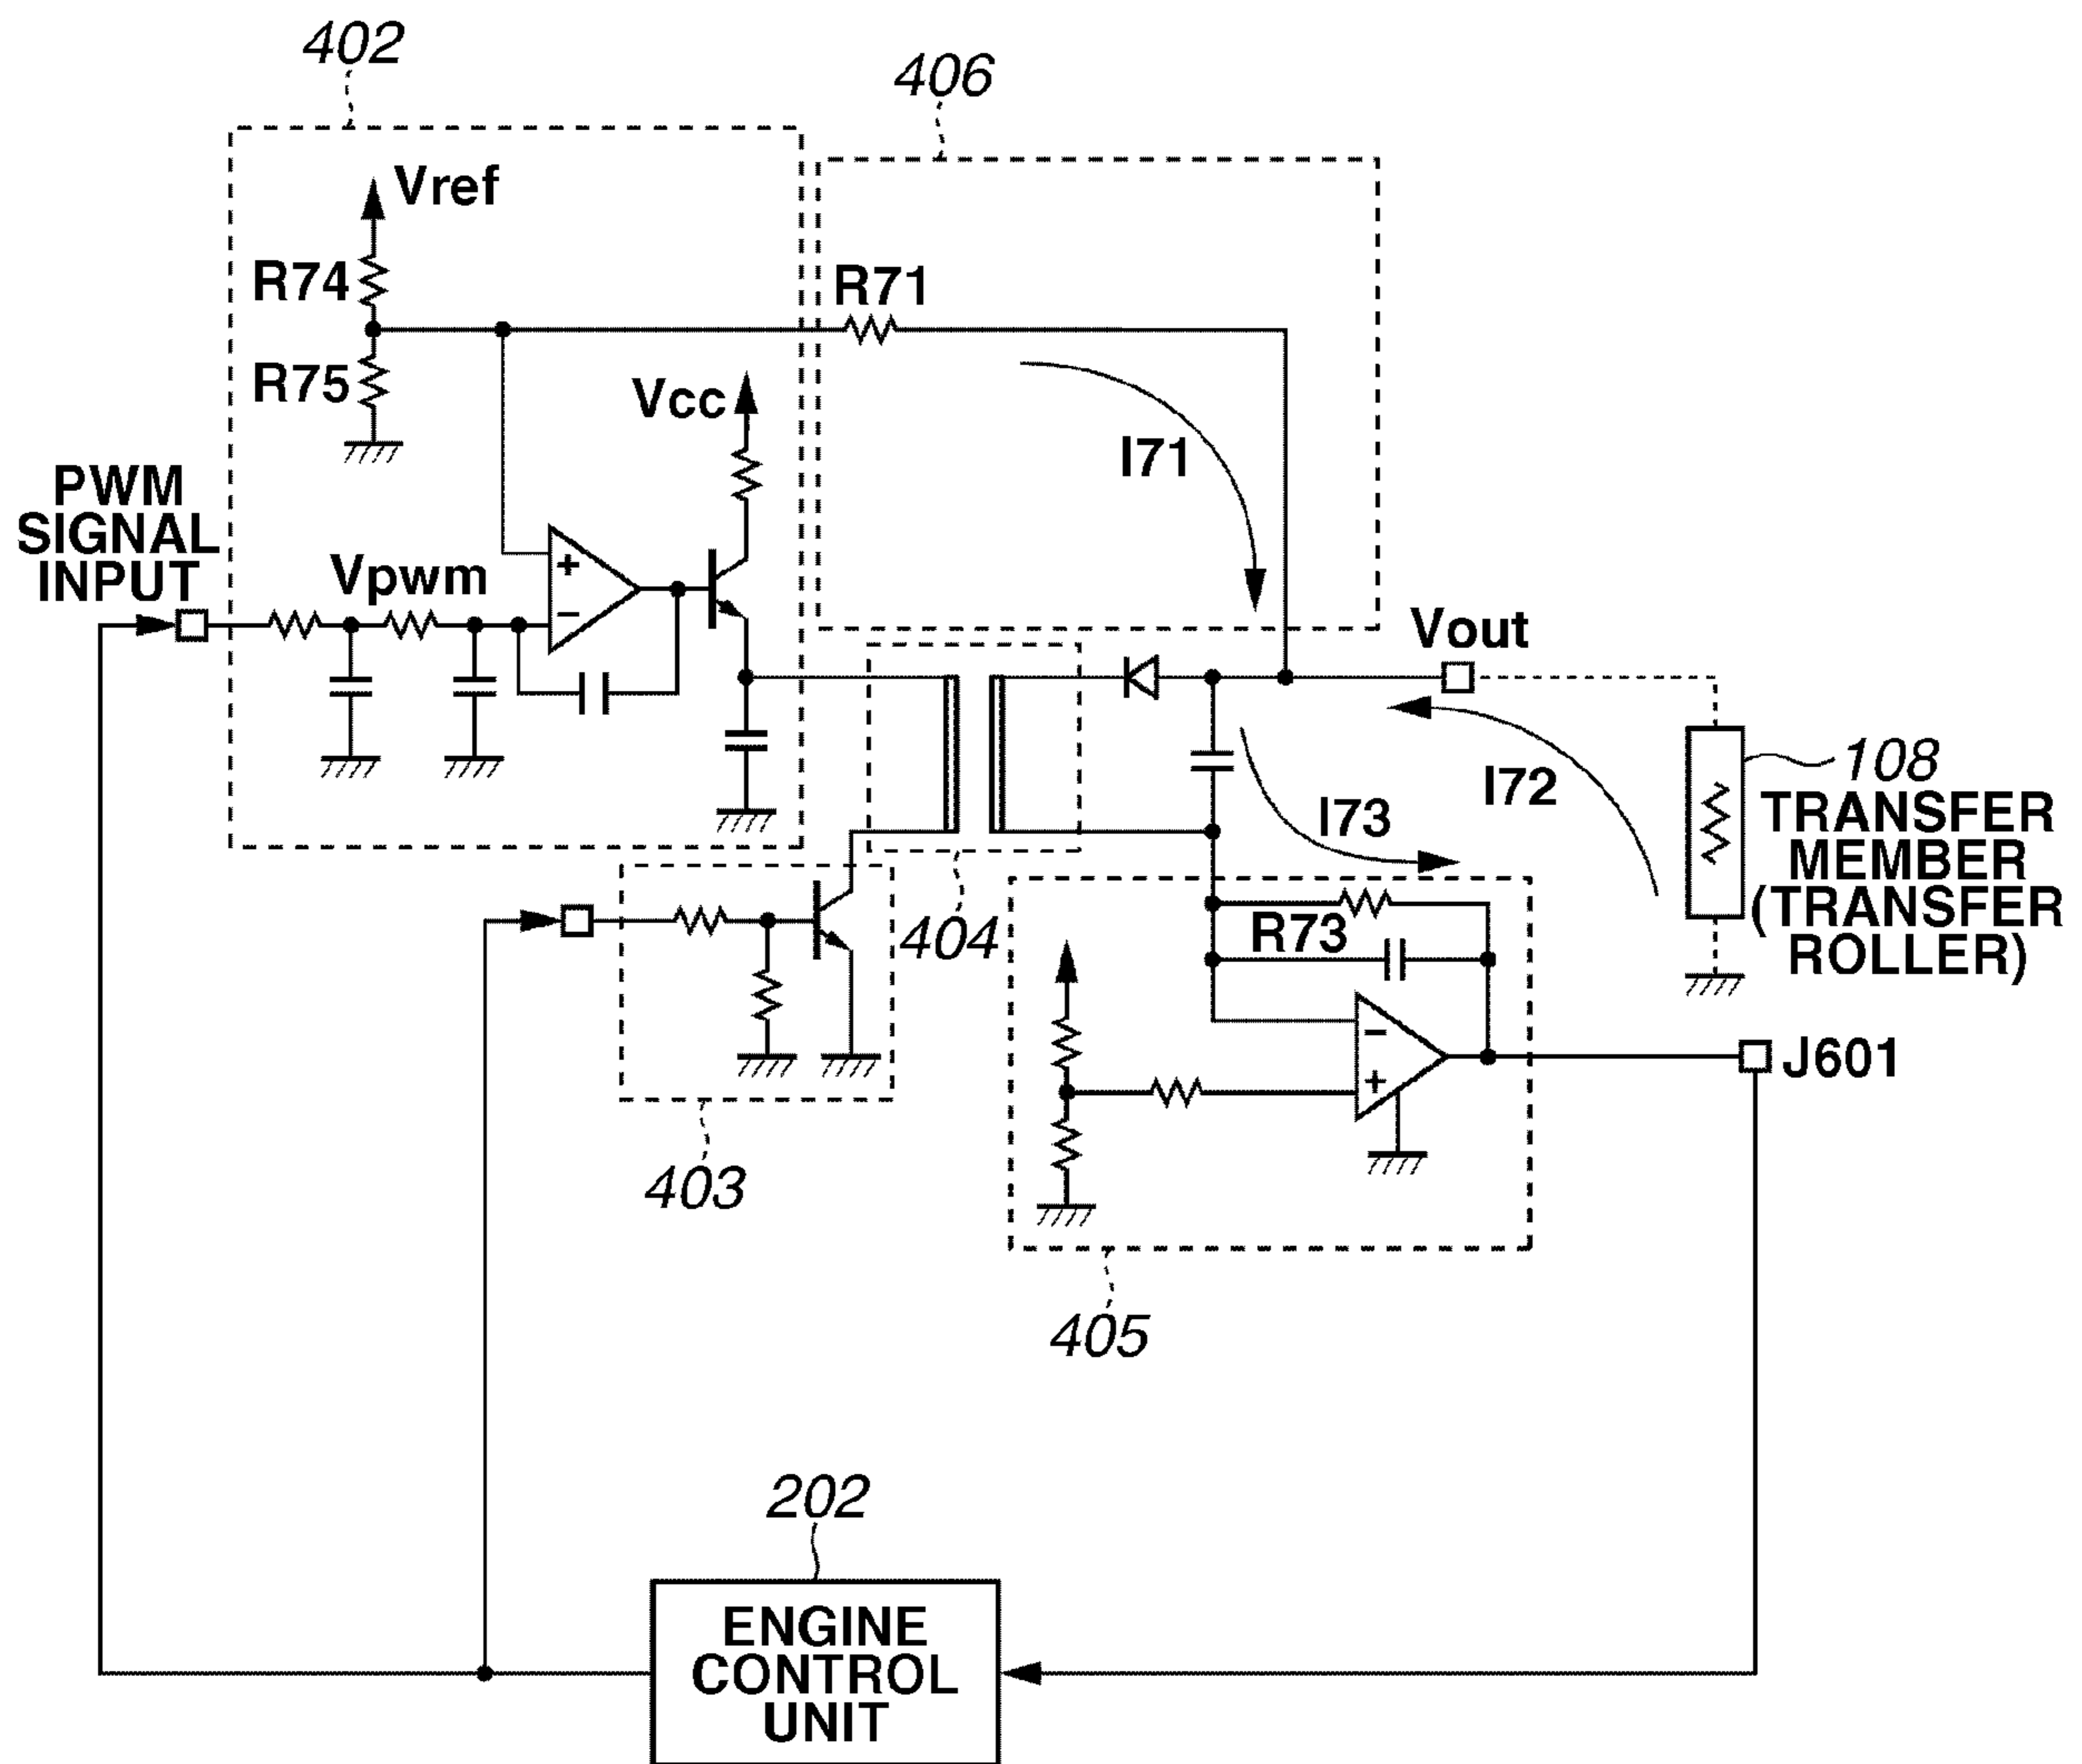 402
406
Vref
R74
R71
R75
Vcc
I71
PWM
SIGNAL
INPUT
Vpwm
+
−
Vout
108
TRANSFER
MEMBER
(TRANSFER
ROLLER)
I72
I73
404
R73
−
+
J601
403
405
202
ENGINE
CONTROL
UNIT